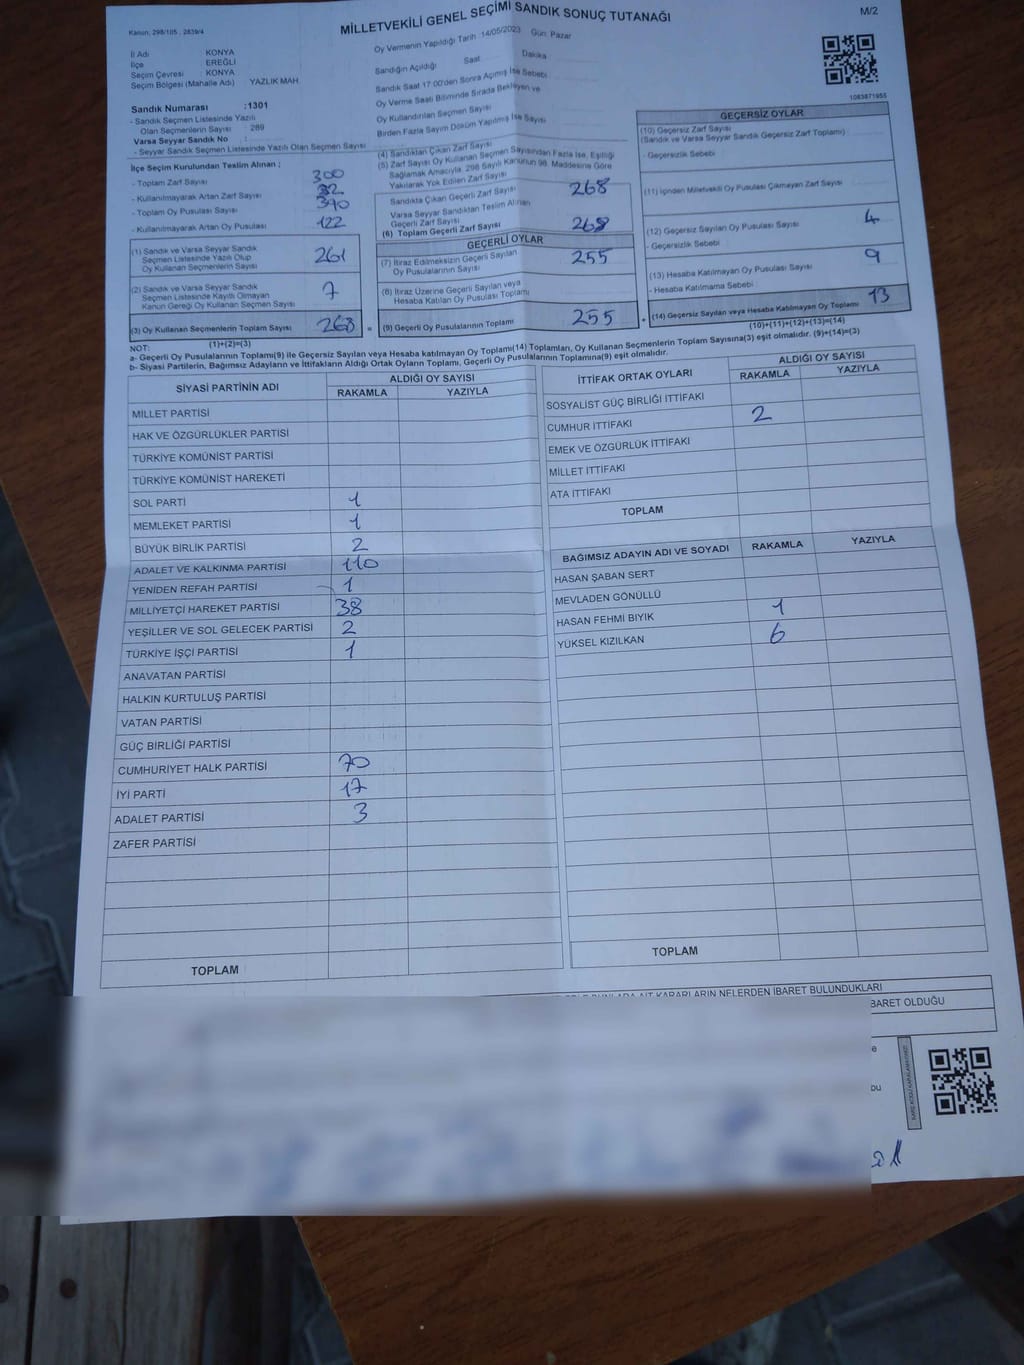 Kanun: 298/105, 2839/4
MİLLETVEKİLİ GENEL SEÇİMİ SANDIK SONUÇ TUTANAĞI
M/2
İl Adı KONYA
İlçe EREĞLİ
Seçim Çevresi KONYA
Seçim Bölgesi (Mahalle Adı) YAZLIK MAH.
Sandık Numarası :1301
- Sandık Seçmen Listesinde Yazılı
Olan Seçmenlerin Sayısı : 289
Varsa Seyyar Sandık No :
- Seyyar Sandık Seçmen Listesinde Yazılı Olan Seçmen Sayısı
Oy Vermenin Yapıldığı Tarih 14/05/2023 Gün: Pazar
Sandığın Açıldığı Saat Dakika
Sandık Saat 17:00'den Sonra Açılmış İse Sebebi
Oy Verme Saati Bitiminde Sırada Bekleyen ve
Oy Kullandırılan Seçmen Sayısı
Birden Fazla Sayım Döküm Yapılmış İse Sayısı
1083871955
İlçe Seçim Kurulundan Teslim Alınan ;
- Toplam Zarf Sayısı 300
- Kullanılmayarak Artan Zarf Sayısı 32
- Toplam Oy Pusulası Sayısı 390
- Kullanılmayarak Artan Oy Pusulası 122
(1) Sandık ve Varsa Seyyar Sandık
Seçmen Listesinde Yazılı Olup
Oy Kullanan Seçmenlerin Sayısı 261
(2) Sandık ve Varsa Seyyar Sandık
Seçmen Listesinde Kayıtlı Olmayan
Kanun Gereği Oy Kullanan Seçmen Sayısı 7
(3) Oy Kullanan Seçmenlerin Toplam Sayısı 268 =
(1)+(2)=(3)
(4) Sandıktan Çıkan Zarf Sayısı
(5) Zarf Sayısı Oy Kullanan Seçmen Sayısından Fazla İse, Eşitliği
Sağlamak Amacıyla, 298 Sayılı Kanunun 98. Maddesine Göre
Yakılarak Yok Edilen Zarf Sayısı
Sandıkta Çıkan Geçerli Zarf Sayısı 268
Varsa Seyyar Sandıktan Teslim Alınan
Geçerli Zarf Sayısı
(6) Toplam Geçerli Zarf Sayısı 268
GEÇERLİ OYLAR
(7) İtiraz Edilmeksizin Geçerli Sayılan
Oy Pusulalarının Sayısı 255
(8) İtiraz Üzerine Geçerli Sayılan veya
Hesaba Katılan Oy Pusulası Toplamı
(9) Geçerli Oy Pusulalarının Toplamı 255 +
GEÇERSİZ OYLAR
(10) Geçersiz Zarf Sayısı
(Sandık ve Varsa Seyyar Sandık Geçersiz Zarf Toplamı)
- Geçersizlik Sebebi
(11) İçinden Milletvekili Oy Pusulası Çıkmayan Zarf Sayısı
(12) Geçersiz Sayılan Oy Pusulası Sayısı 4
- Geçersizlik Sebebi
(13) Hesaba Katılmayan Oy Pusulası Sayısı 9
- Hesaba Katılmama Sebebi
(14) Geçersiz Sayılan veya Hesaba Katılmayan Oy Toplamı 13
(10)+(11)+(12)+(13)=(14)
NOT:
a- Geçerli Oy Pusulalarının Toplamı(9) ile Geçersiz Sayılan veya Hesaba katılmayan Oy Toplamı(14) Toplamları, Oy Kullanan Seçmenlerin Toplam Sayısına(3) eşit olmalıdır. (9)+(14)=(3)
b- Siyasi Partilerin, Bağımsız Adayların ve İttifakların Aldığı Ortak Oyların Toplamı, Geçerli Oy Pusulalarının Toplamına(9) eşit olmalıdır.
SİYASİ PARTİNİN ADI ALDIĞI OY SAYISI
RAKAMLA YAZIYLA
MİLLET PARTİSİ
HAK VE ÖZGÜRLÜKLER PARTİSİ
TÜRKİYE KOMÜNİST PARTİSİ
TÜRKİYE KOMÜNİST HAREKETİ
SOL PARTİ 1
MEMLEKET PARTİSİ 1
BÜYÜK BİRLİK PARTİSİ 2
ADALET VE KALKINMA PARTİSİ 110
YENİDEN REFAH PARTİSİ 1
MİLLİYETÇİ HAREKET PARTİSİ 38
YEŞİLLER VE SOL GELECEK PARTİSİ 2
TÜRKİYE İŞÇİ PARTİSİ 1
ANAVATAN PARTİSİ
HALKIN KURTULUŞ PARTİSİ
VATAN PARTİSİ
GÜÇ BİRLİĞİ PARTİSİ
CUMHURİYET HALK PARTİSİ 70
İYİ PARTİ 17
ADALET PARTİSİ 3
ZAFER PARTİSİ
TOPLAM
İTTİFAK ORTAK OYLARI ALDIĞI OY SAYISI
RAKAMLA YAZIYLA
SOSYALİST GÜÇ BİRLİĞİ İTTİFAKI
CUMHUR İTTİFAKI 2
EMEK VE ÖZGÜRLÜK İTTİFAKI
MİLLET İTTİFAKI
ATA İTTİFAKI
TOPLAM
BAĞIMSIZ ADAYIN ADI VE SOYADI RAKAMLA YAZIYLA
HASAN ŞABAN SERT
MEVLADEN GÖNÜLLÜ
HASAN FEHMİ BIYIK 1
YÜKSEL KIZILKAN 6
TOPLAM
KARARLARIN NELERDEN İBARET BULUNDUKLARI
BARET OLDUĞU